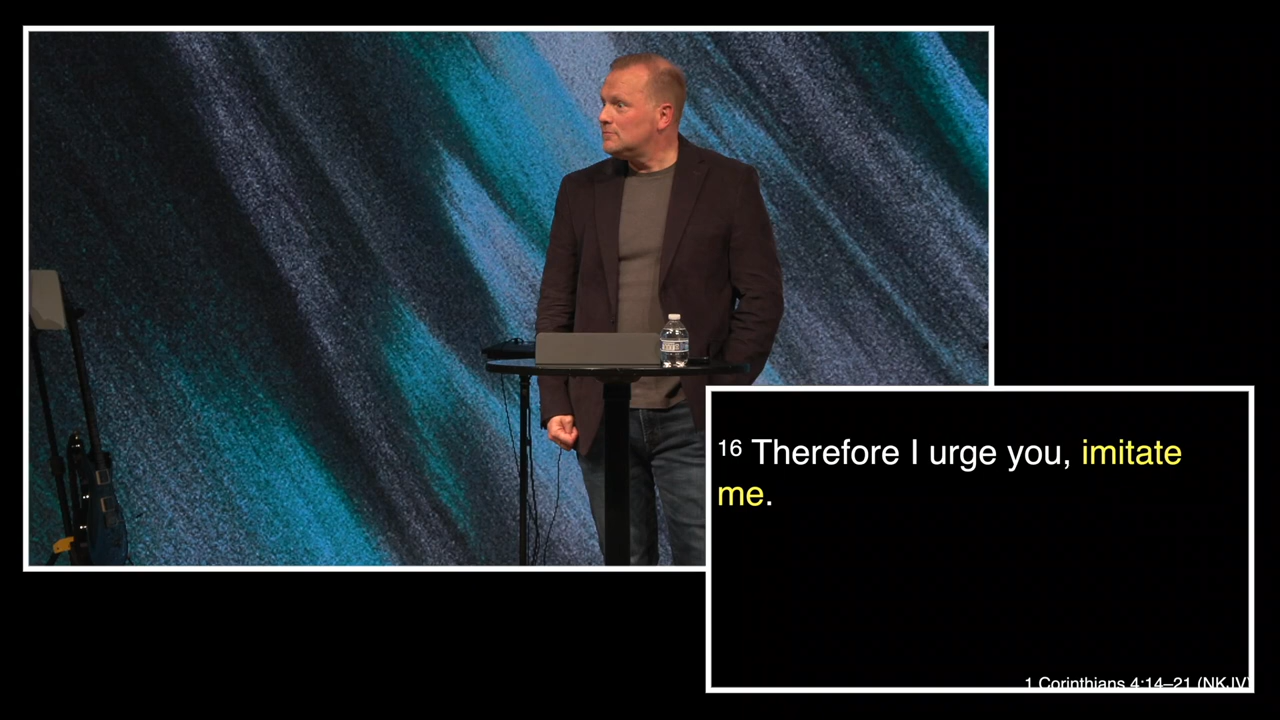 16 Therefore I urge you, imitate
me.
1 Corinthians 4:14–21 (NKJV)